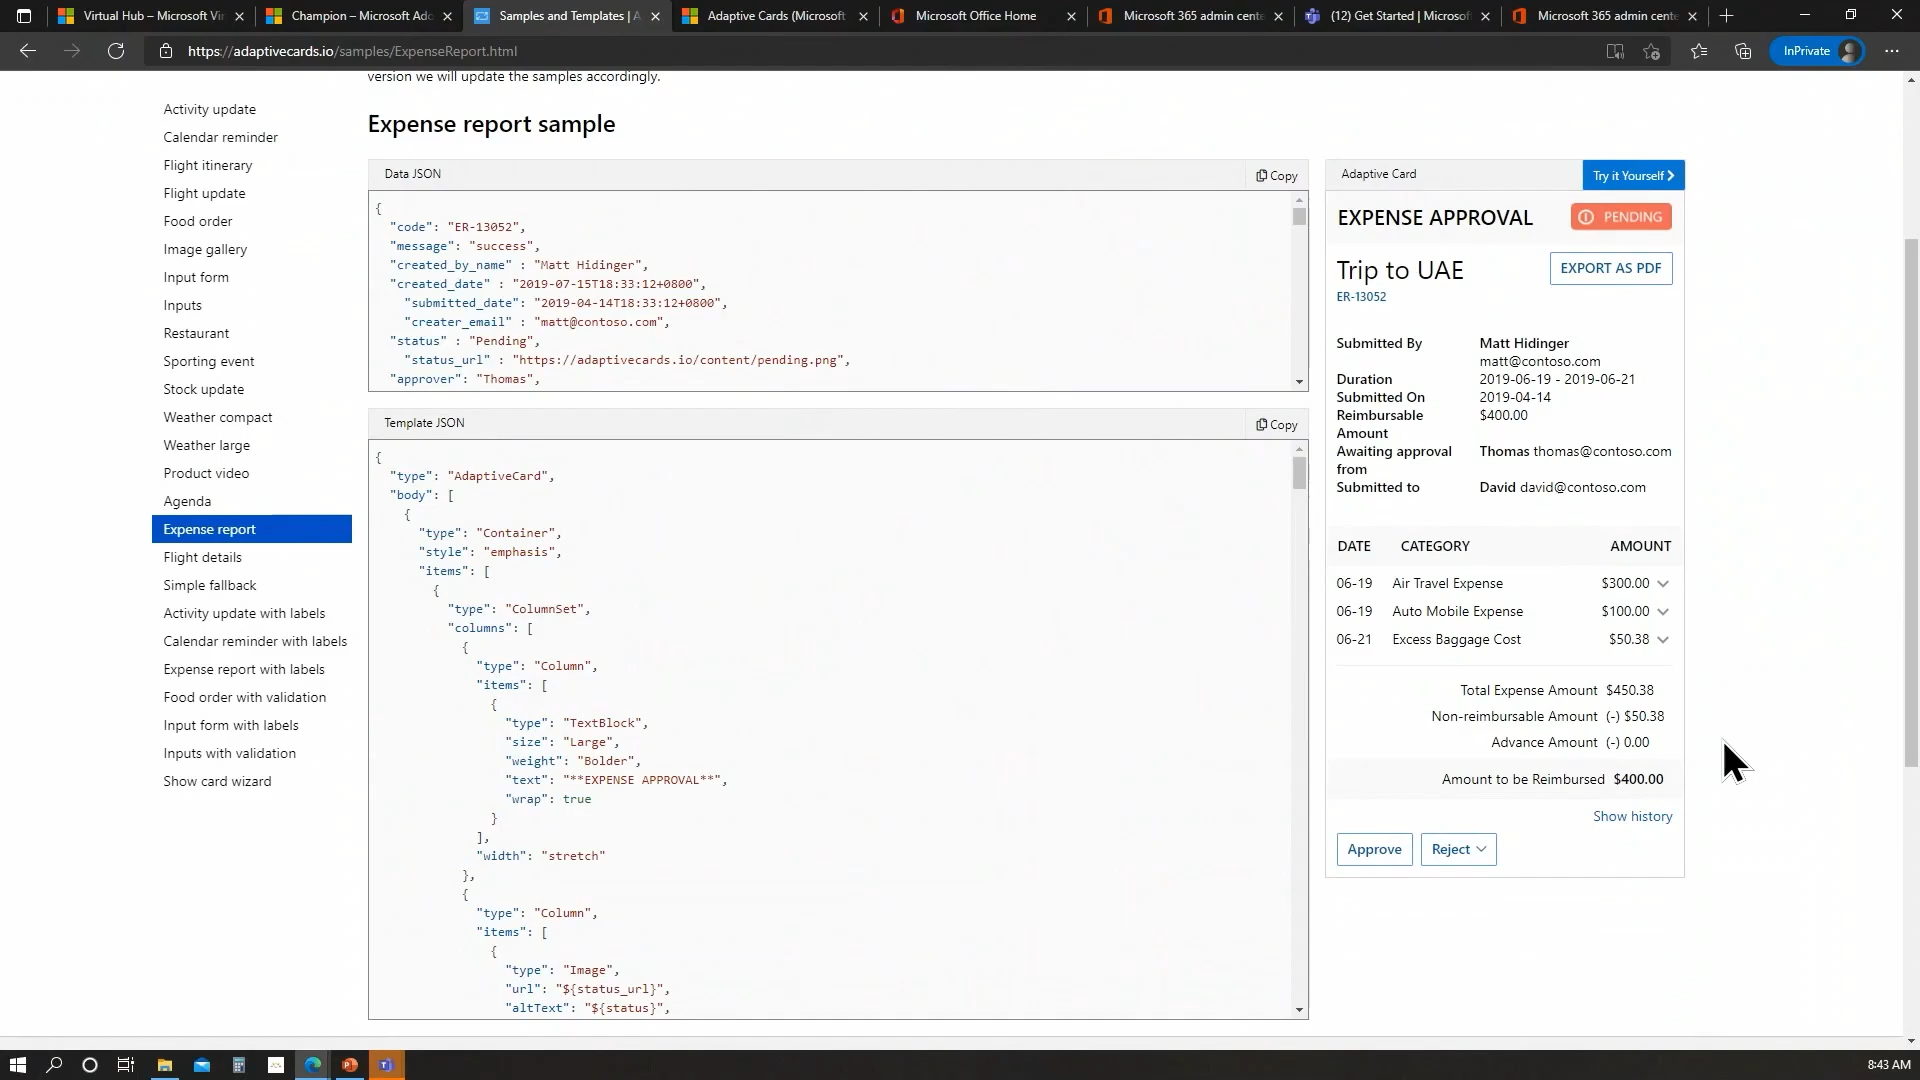 Virtual Hub – Microsoft Vir
Champion – Microsoft Ado
Samples and Templates | A
Adaptive Cards (Microsoft
Microsoft Office Home
Microsoft 365 admin cente
(12) Get Started | Microsof
Microsoft 365 admin cente
https://adaptivecards.io/samples/ExpenseReport.html
InPrivate
version we will update the samples accordingly.
Activity update
Calendar reminder
Flight itinerary
Flight update
Food order
Image gallery
Input form
Inputs
Restaurant
Sporting event
Stock update
Weather compact
Weather large
Product video
Agenda
Expense report
Flight details
Simple fallback
Activity update with labels
Calendar reminder with labels
Expense report with labels
Food order with validation
Input form with labels
Inputs with validation
Show card wizard
Expense report sample
Data JSON
Copy
{
"code": "ER-13052",
"message": "success",
"created_by_name" : "Matt Hidinger",
"created_date" : "2019-07-15T18:33:12+0800",
"submitted_date": "2019-04-14T18:33:12+0800",
"creater_email" : "matt@contoso.com",
"status" : "Pending",
"status_url" : "https://adaptivecards.io/content/pending.png",
"approver": "Thomas",
Template JSON
Copy
{
"type": "AdaptiveCard",
"body": [
{
"type": "Container",
"style": "emphasis",
"items": [
{
"type": "ColumnSet",
"columns": [
{
"type": "Column",
"items": [
{
"type": "TextBlock",
"size": "Large",
"weight": "Bolder",
"text": "**EXPENSE APPROVAL**",
"wrap": true
}
],
"width": "stretch"
},
{
"type": "Column",
"items": [
{
"type": "Image",
"url": "${status_url}",
"altText": "${status}",
Adaptive Card
Try it Yourself
EXPENSE APPROVAL
PENDING
Trip to UAE
EXPORT AS PDF
ER-13052
Submitted By Matt Hidinger
matt@contoso.com
Duration 2019-06-19 - 2019-06-21
Submitted On 2019-04-14
Reimbursable $400.00
Amount
Awaiting approval Thomas thomas@contoso.com
from
Submitted to David david@contoso.com
DATE CATEGORY AMOUNT
06-19 Air Travel Expense $300.00
06-19 Auto Mobile Expense $100.00
06-21 Excess Baggage Cost $50.38
Total Expense Amount $450.38
Non-reimbursable Amount (-) $50.38
Advance Amount (-) 0.00
Amount to be Reimbursed $400.00
Show history
Approve
Reject
8:43 AM